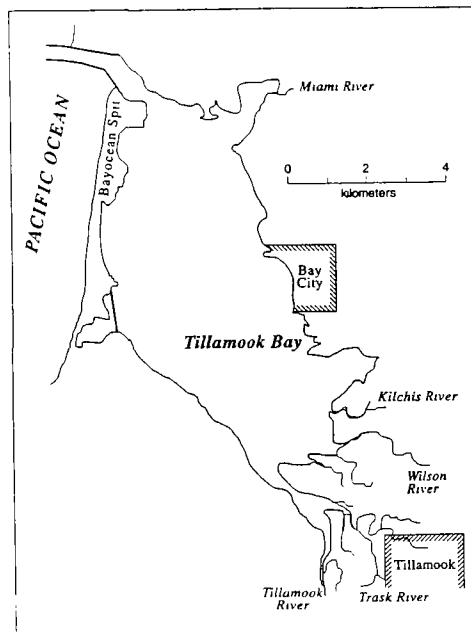 Miami River
PACIFIC OCEAN
Bayocean Spit
0 2 4
kilometers
Bay
City
Tillamook Bay
Kilchis River
Wilson
River
Tillamook
Tillamook
River
Trask River